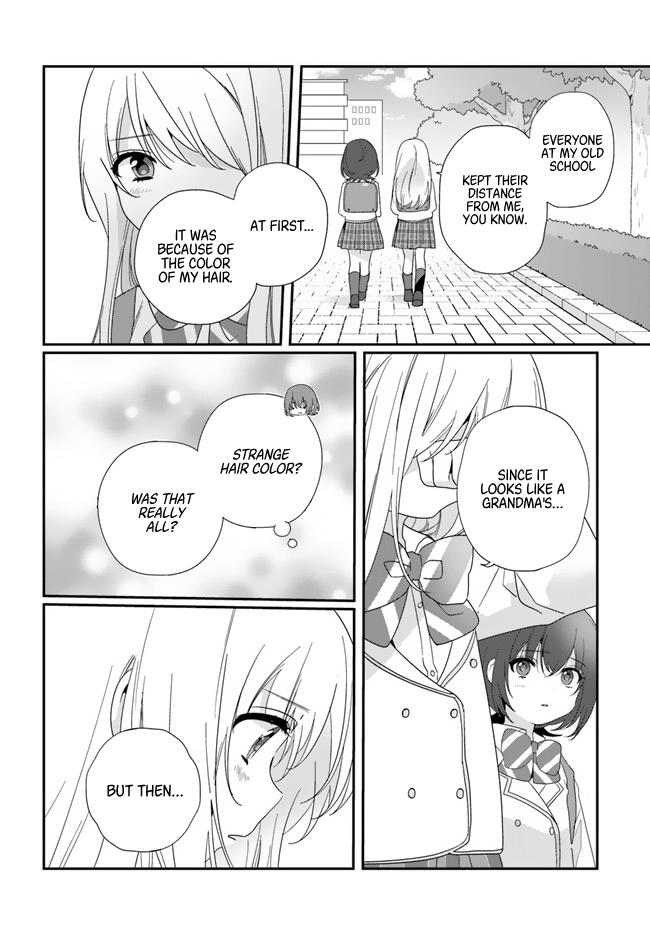 EVERYONE
AT MY OLD
SCHOOL
KEPT THEIR
DISTANCE
FROM ME,
YOU KNOW.
AT FIRST...
IT WAS
BECAUSE OF
THE COLOR
OF MY HAIR.
SINCE IT
LOOKS LIKE A
GRANDMA'S...
STRANGE
HAIR COLOR?
WAS THAT
REALLY
ALL?
BUT THEN...